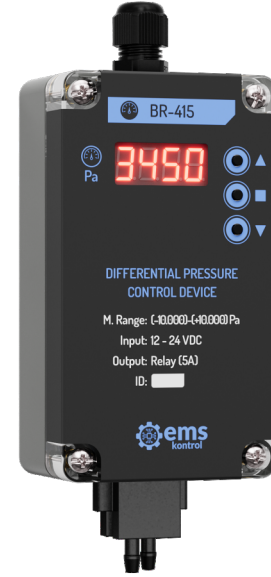 BR-415
3450
Pa
DIFFERENTIAL PRESSURE
CONTROL DEVICE
M. Range: (-10.000)-(+10.000) Pa
Input: 12 - 24 VDC
Output: Relay (5A)
ID:
ems
kontrol